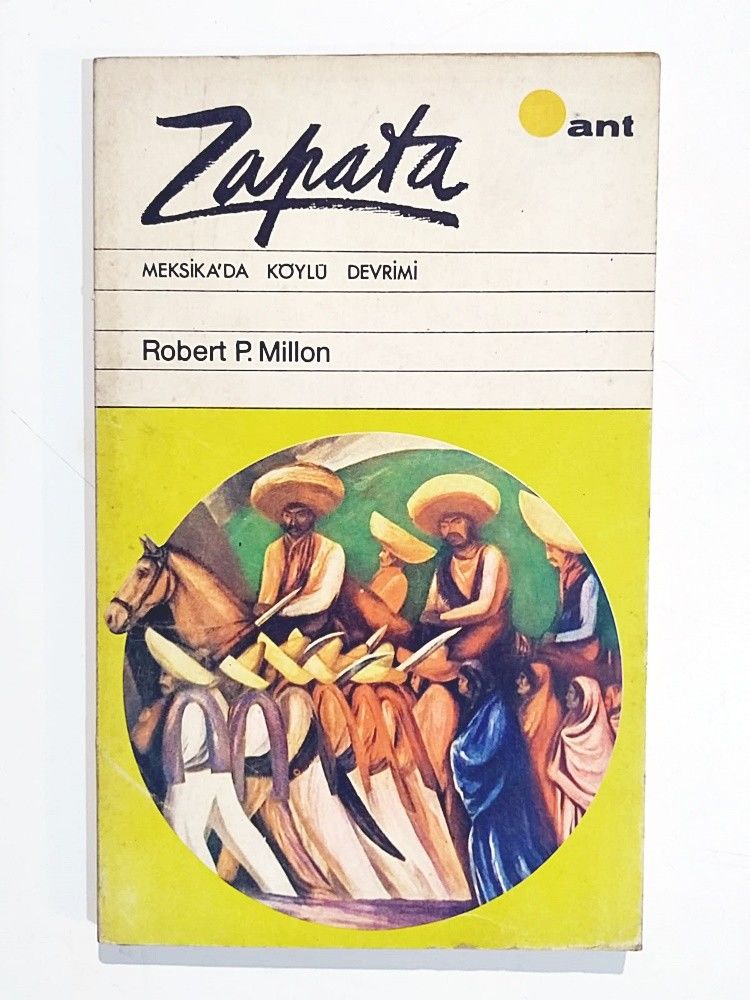 Zapata
ant
MEKSİKA'DA KÖYLÜ DEVRİMİ
Robert P. Millon